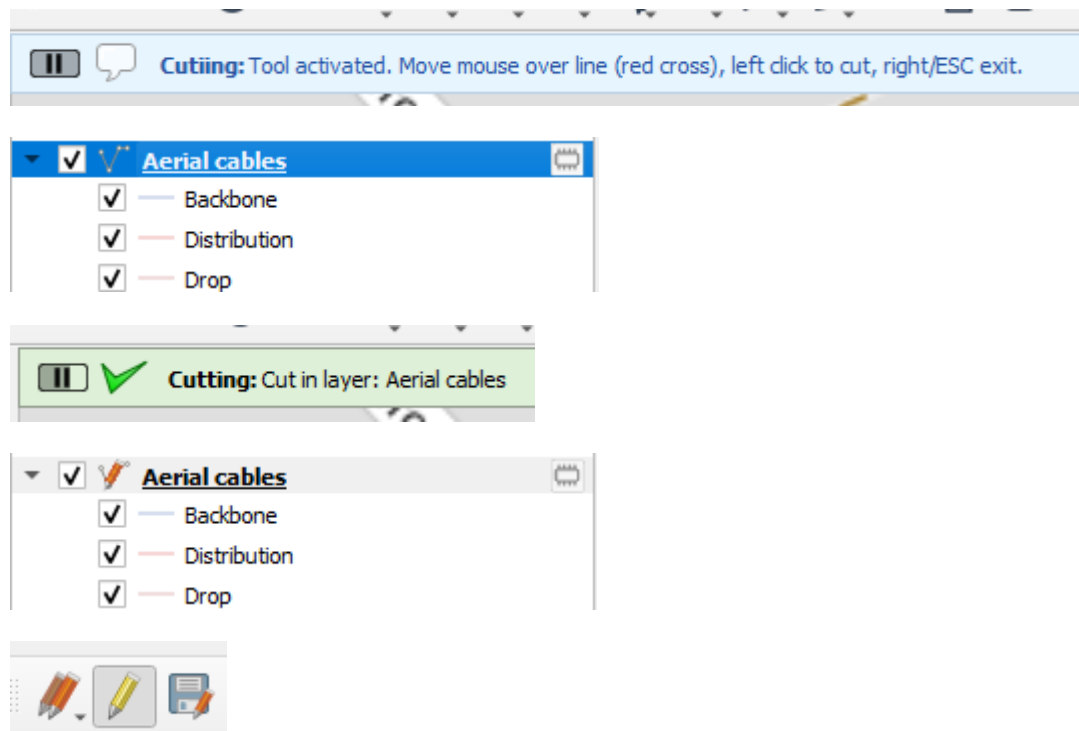 Cutiing: Tool activated. Move mouse over line (red cross), left click to cut, right/ESC exit.
Aerial cables
Backbone
Distribution
Drop
Cutting: Cut in layer: Aerial cables
Aerial cables
Backbone
Distribution
Drop